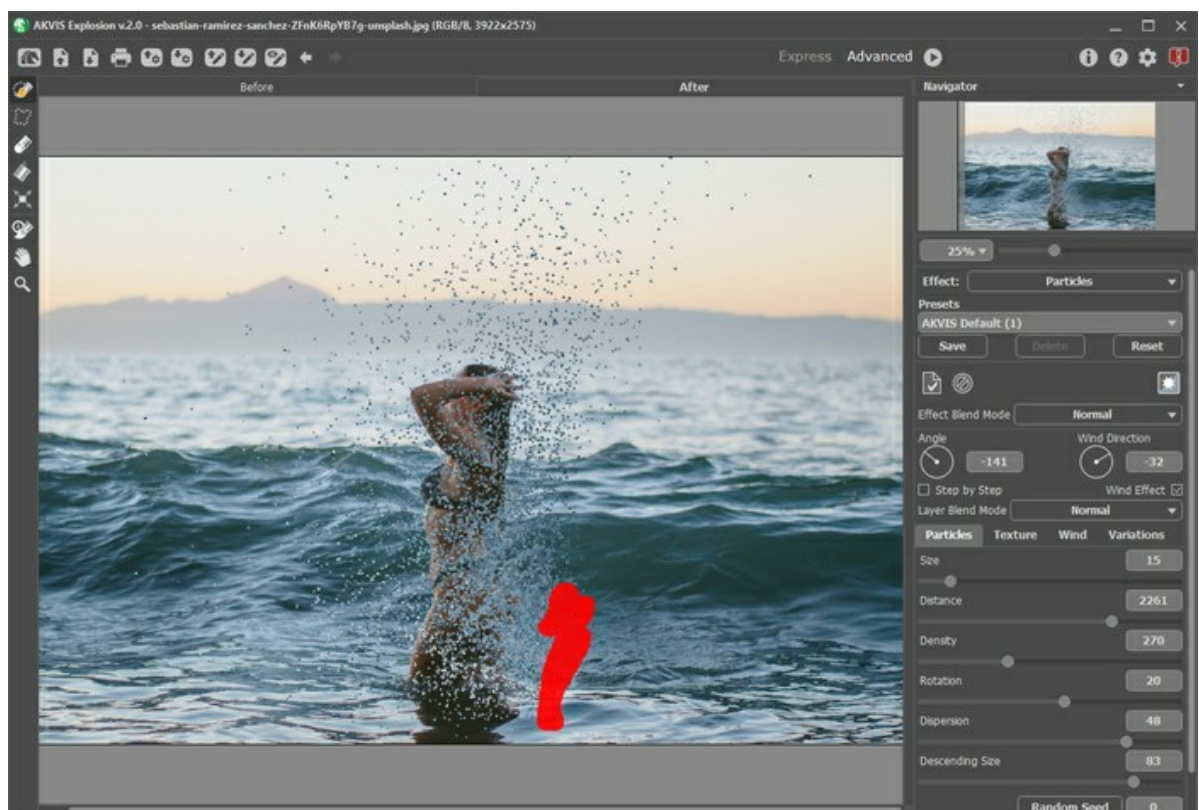 AKVIS Explosion v.2.0 - sebastian-ramirez-sanchez-ZFnK6RpYB7g-unsplash.jpg (RGB/8, 3922x2575)
Express Advanced
Before After
Navigator
25%
Effect: Particles
Presets
AKVIS Default (1)
Save Delete Reset
Effect Blend Mode Normal
Angle Wind Direction
-141 -32
Step by Step Wind Effect
Layer Blend Mode Normal
Particles Texture Wind Variations
Size 15
Distance 2261
Density 270
Rotation 20
Dispersion 48
Descending Size 83
Random Seed 0